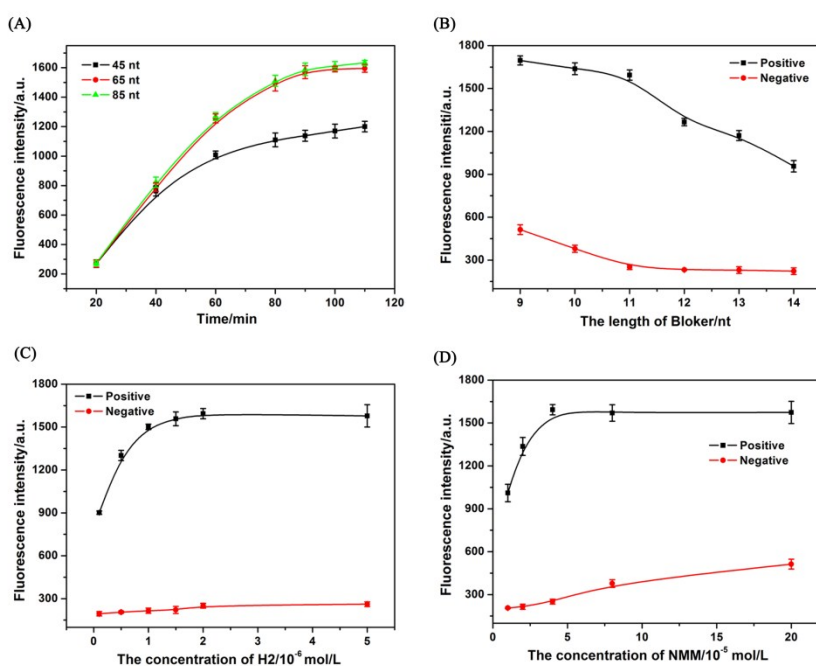 (A)
1600
1400
1200
1000
800
600
400
200
Fluorescence intensity/a.u.
45 nt
65 nt
85 nt
20 40 60 80 100 120
Time/min
(B)
1800
1500
1200
900
600
300
Fluorescence intensiti/a.u.
Positive
Negative
9 10 11 12 13 14
The length of Bloker/nt
(C)
1800
1500
1200
900
600
300
Fluorescence intensity/a.u.
Positive
Negative
0 1 2 3 4 5
The concentration of H2/10⁻⁶ mol/L
(D)
1800
1500
1200
900
600
300
0
Fluorescence intensity/a.u.
Positive
Negative
0 5 10 15 20
The concentration of NMM/10⁻⁵ mol/L